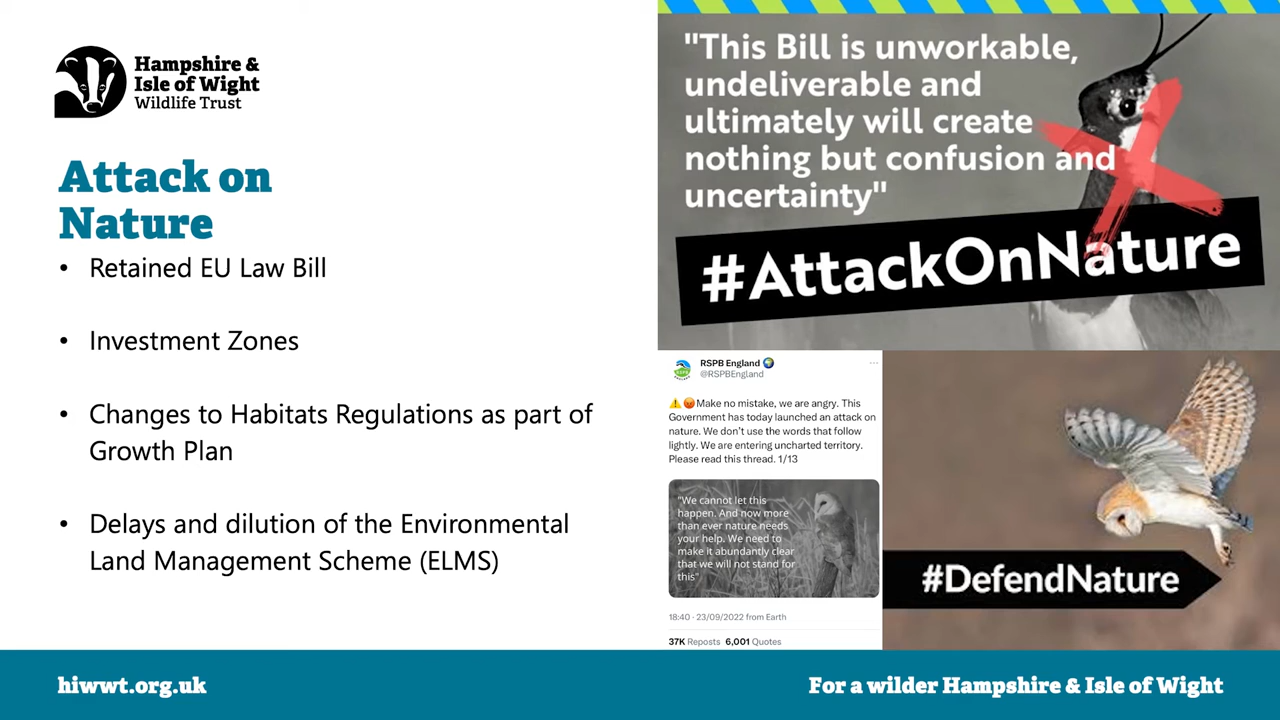 Hampshire &
Isle of Wight
Wildlife Trust
Attack on
Nature
• Retained EU Law Bill
• Investment Zones
• Changes to Habitats Regulations as part of
Growth Plan
• Delays and dilution of the Environmental
Land Management Scheme (ELMS)
"This Bill is unworkable,
undeliverable and
ultimately will create
nothing but confusion and
uncertainty"
#AttackOnNature
RSPB England
@RSPBEngland
Make no mistake, we are angry. This
Government has today launched an attack on
nature. We don't use the words that follow
lightly. We are entering uncharted territory.
Please read this thread. 1/13
"We cannot let this
happen. And now more
than ever nature needs
your help. We need to
make it abundantly clear
that we will not stand for
this"
18:40 · 23/09/2022 from Earth
37K Reposts 6,001 Quotes
#DefendNature
hiwwt.org.uk
For a wilder Hampshire & Isle of Wight